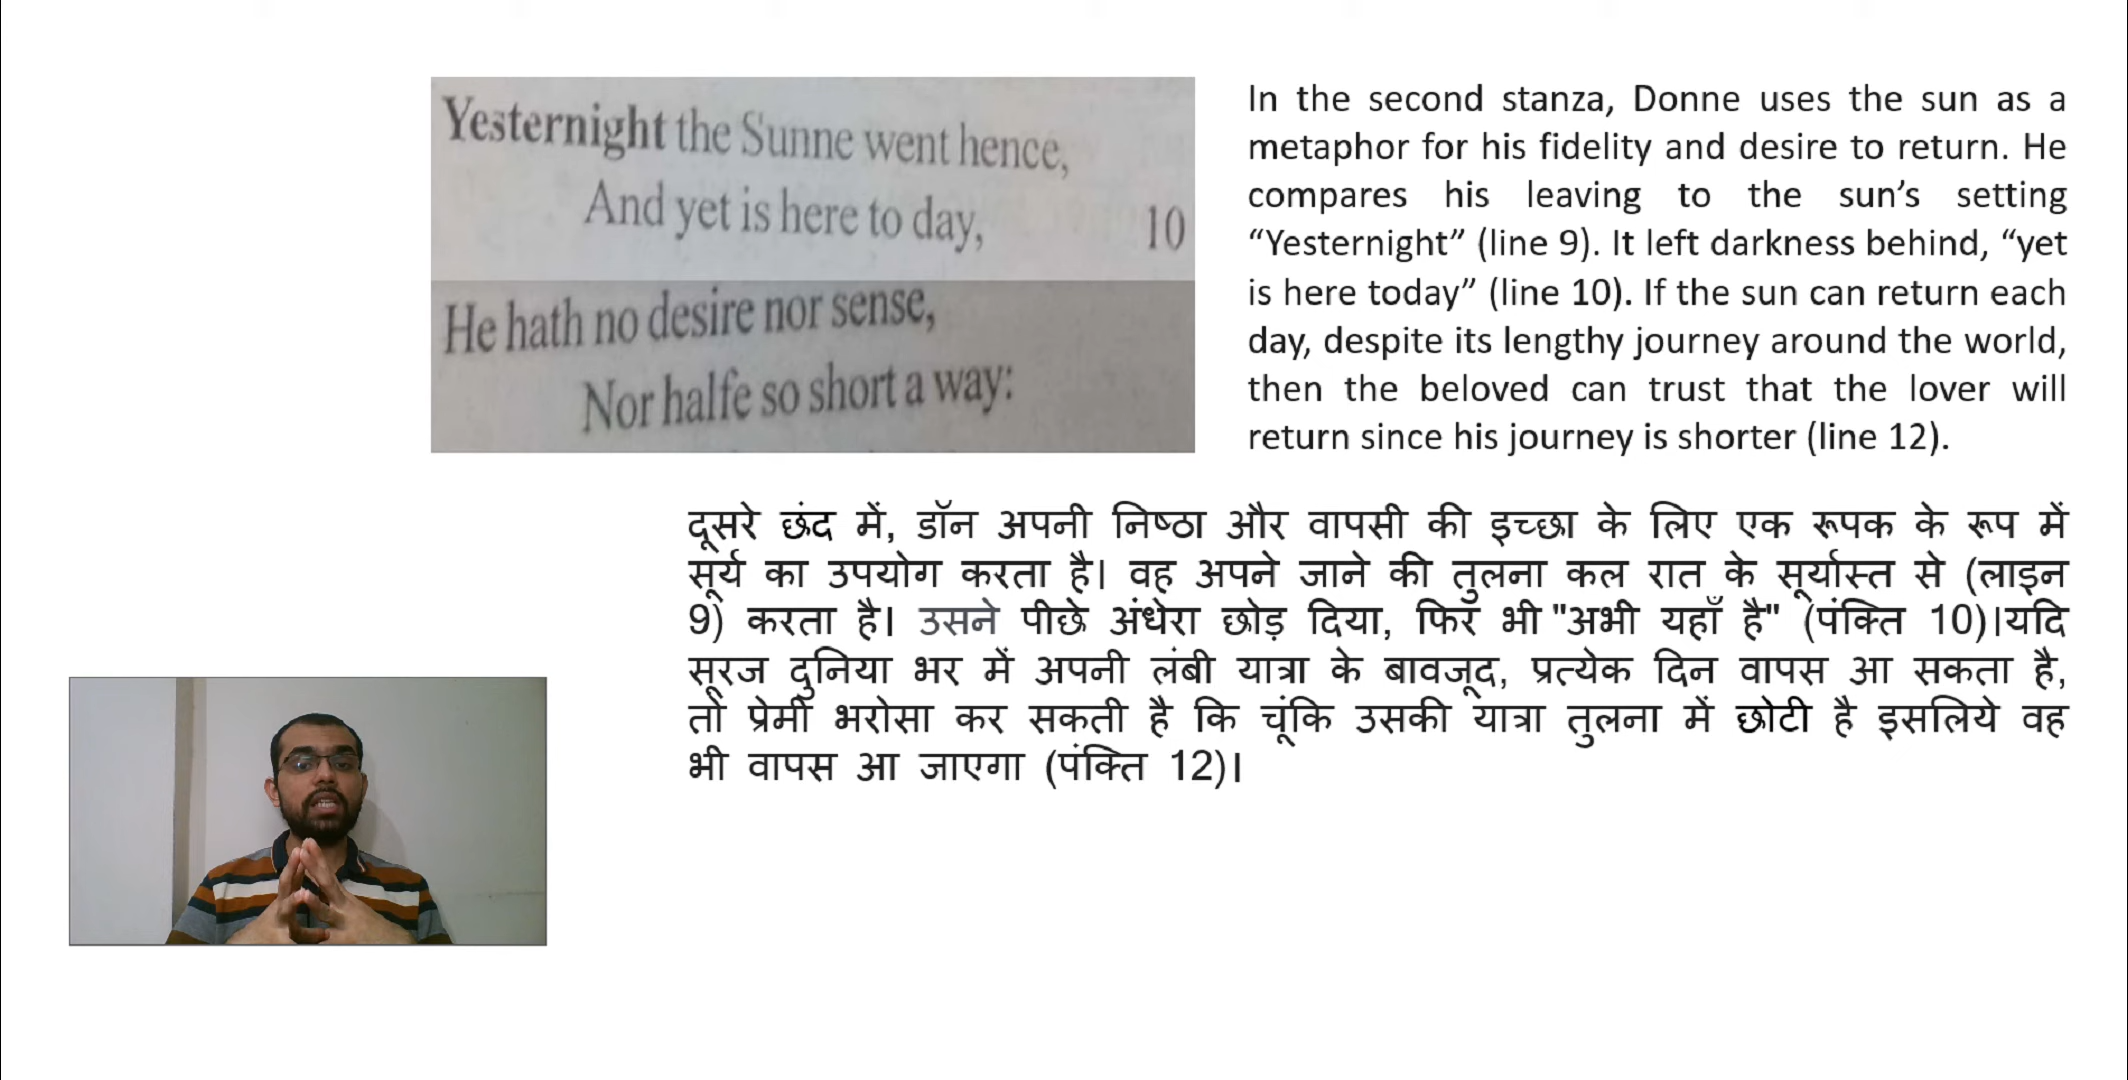 Yesternight the Sunne went hence,
And yet is here to day, 10
He hath no desire nor sense,
Nor halfe so short a way:
In the second stanza, Donne uses the sun as a
metaphor for his fidelity and desire to return. He
compares his leaving to the sun’s setting
“Yesternight” (line 9). It left darkness behind, “yet
is here today” (line 10). If the sun can return each
day, despite its lengthy journey around the world,
then the beloved can trust that the lover will
return since his journey is shorter (line 12).
दूसरे छंद में, डॉन अपनी निष्ठा और वापसी की इच्छा के लिए एक रूपक के रूप में
सूर्य का उपयोग करता है। वह अपने जाने की तुलना कल रात के सूर्यास्त से (लाइन
9) करता है। उसने पीछे अंधेरा छोड़ दिया, फिर भी "अभी यहाँ है" (पंक्ति 10)।यदि
सूरज दुनिया भर में अपनी लंबी यात्रा के बावजूद, प्रत्येक दिन वापस आ सकता है,
तो प्रेमी भरोसा कर सकती है कि चूंकि उसकी यात्रा तुलना में छोटी है इसलिये वह
भी वापस आ जाएगा (पंक्ति 12)।